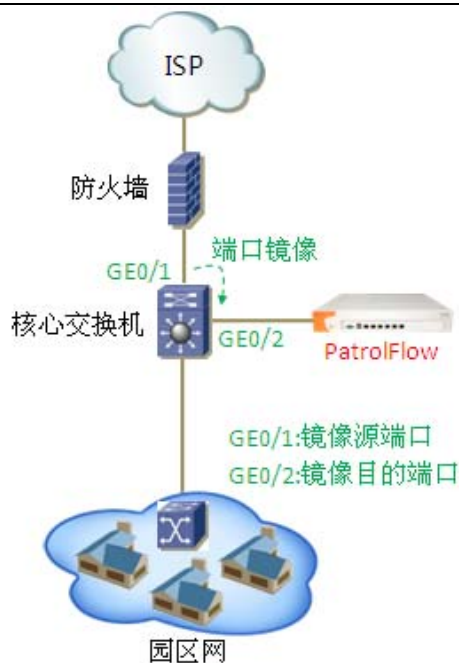 ISP
防火墙
端口镜像
GE0/1
核心交换机
GE0/2
PatrolFlow
GE0/1:镜像源端口
GE0/2:镜像目的端口
园区网